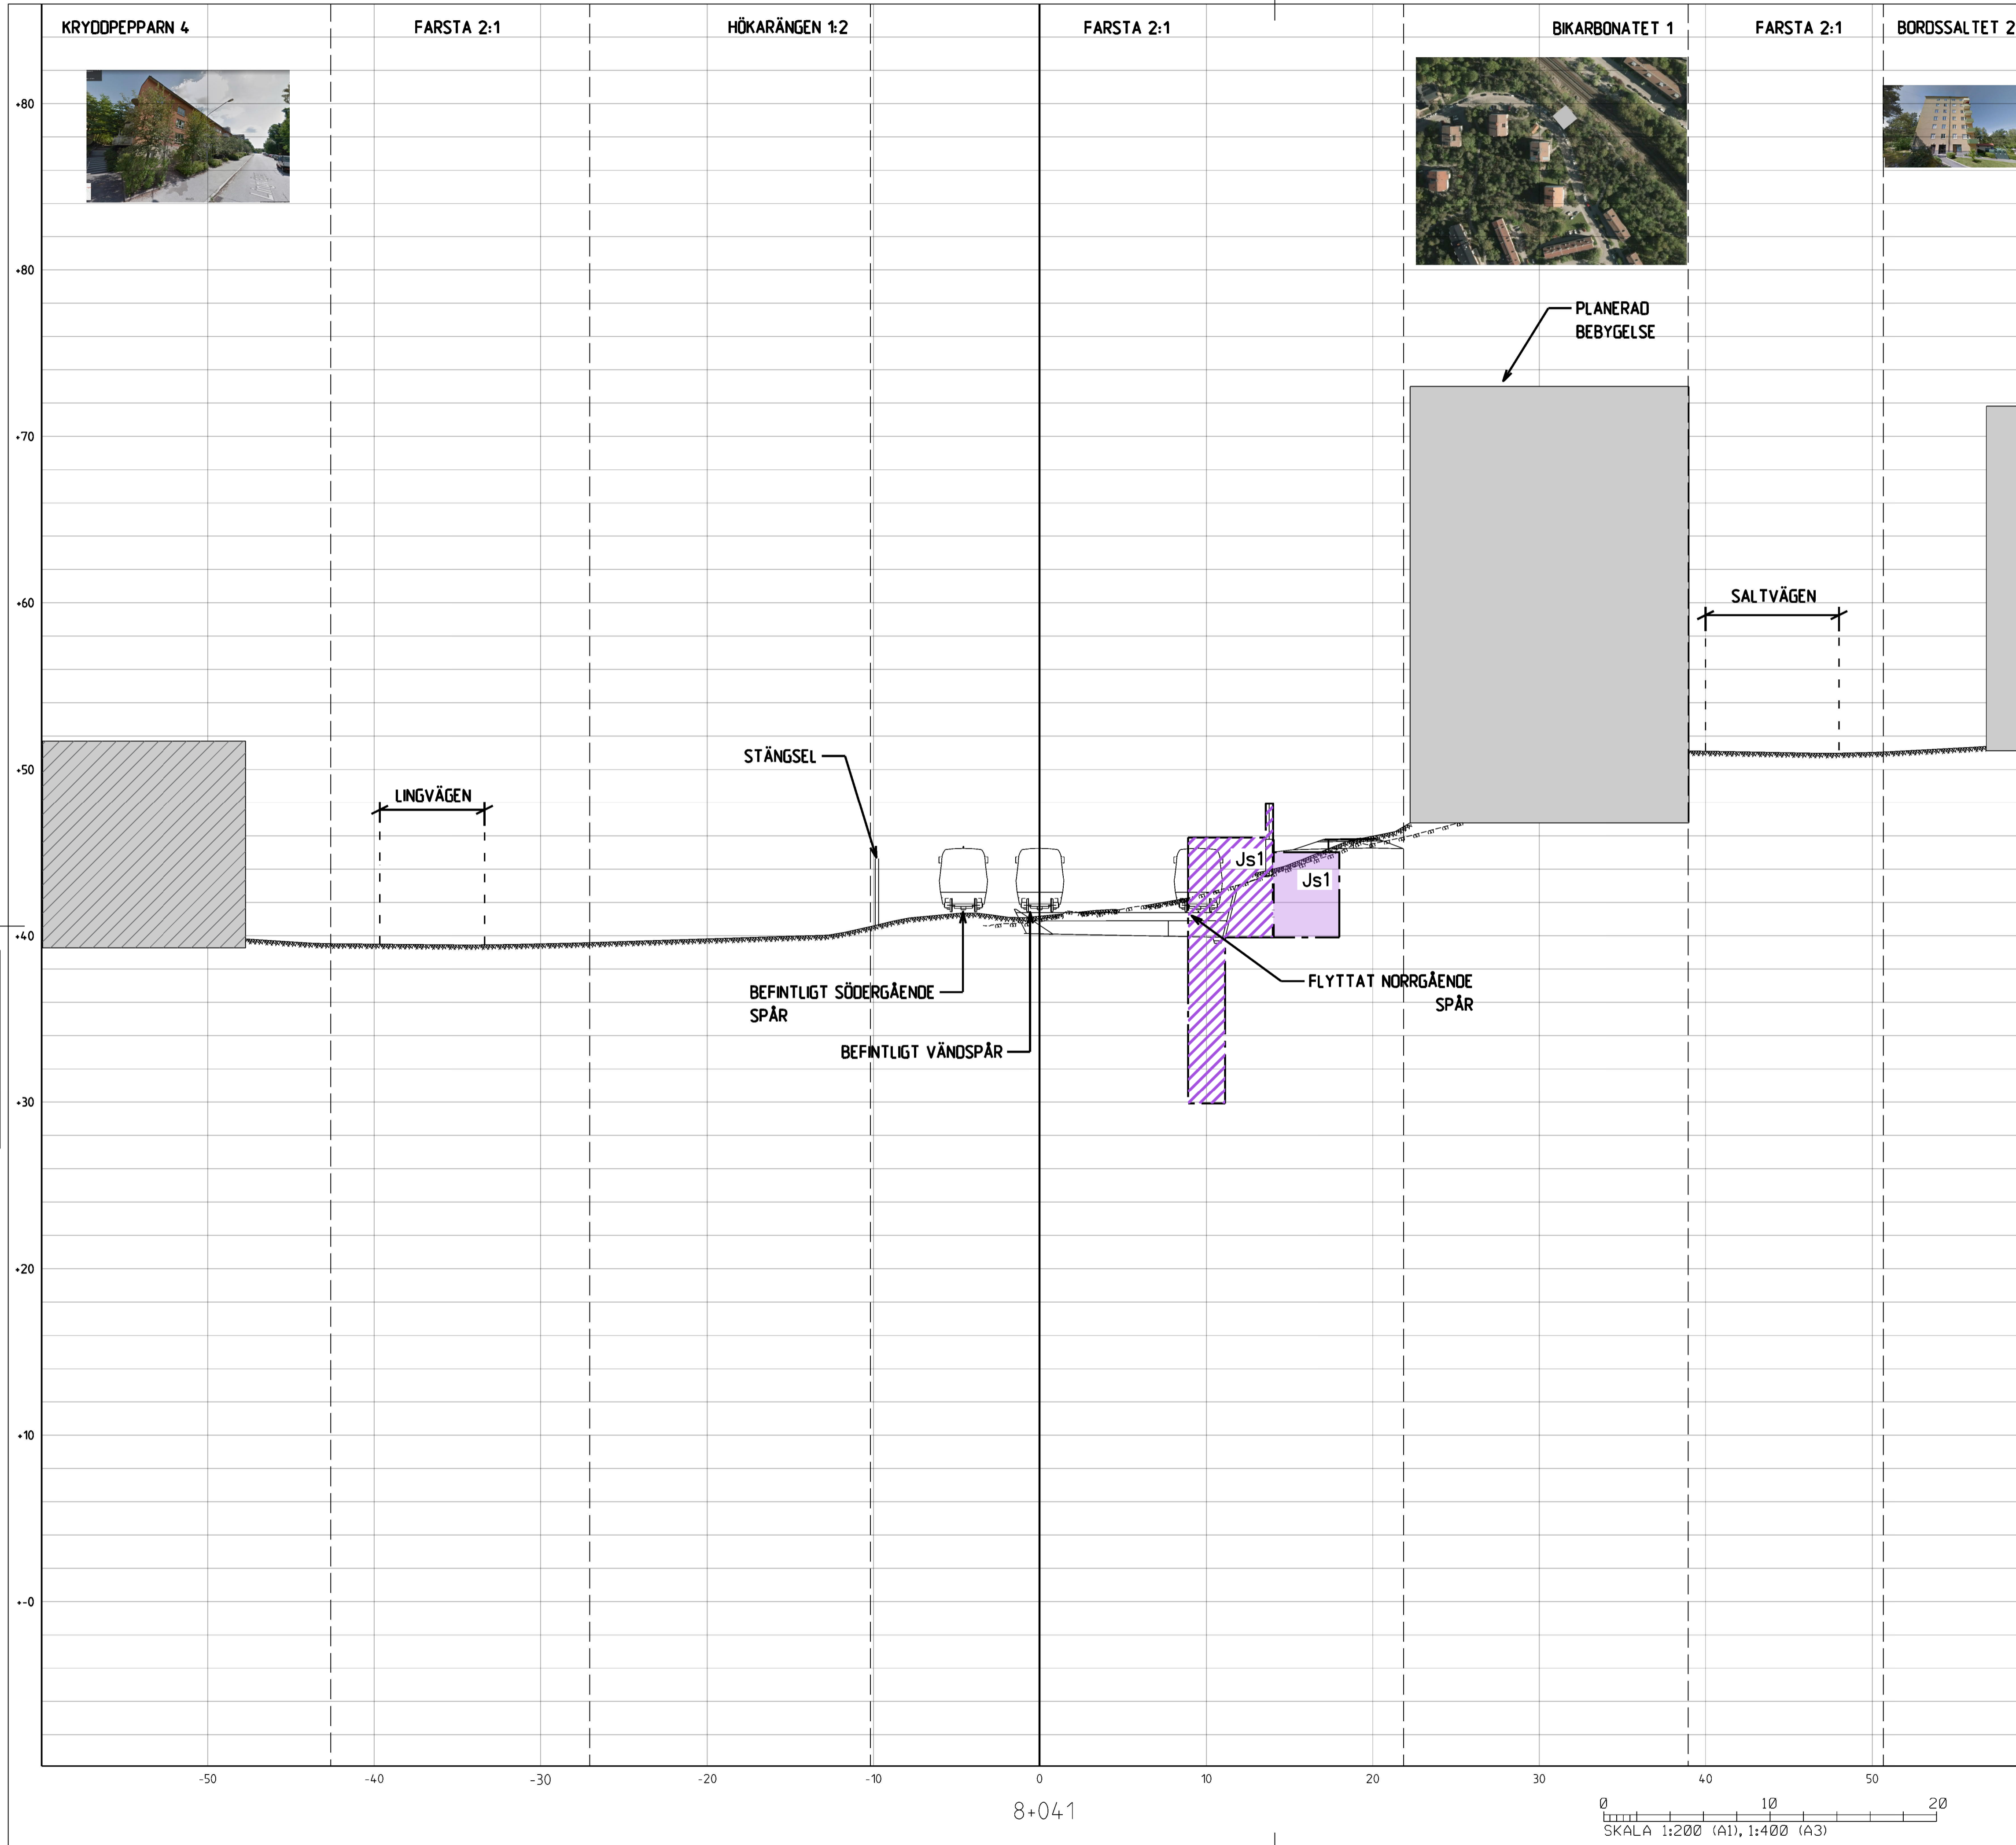 KRYDDPEPPARN 4
FARSTA 2:1
HÖKARÄNGEN 1:2
FARSTA 2:1
BIKARBONATET 1
FARSTA 2:1
BORDSSALTET 2
+80
+80
PLANERAD
BEBYGELSE
+70
+60
SALTVÄGEN
STÄNGSEL
+50
LINGVÄGEN
Js1
Js1
+40
FLYTTAT NORRGÅENDE
SPÅR
BEFINTLIGT SÖDERGÅENDE
SPÅR
BEFINTLIGT VÄNDSPÅR
+30
+20
+10
+-0
-50
-40
-30
-20
-10
0
10
20
30
40
50
8+041
0
10
20
SKALA 1:200 (A1), 1:400 (A3)